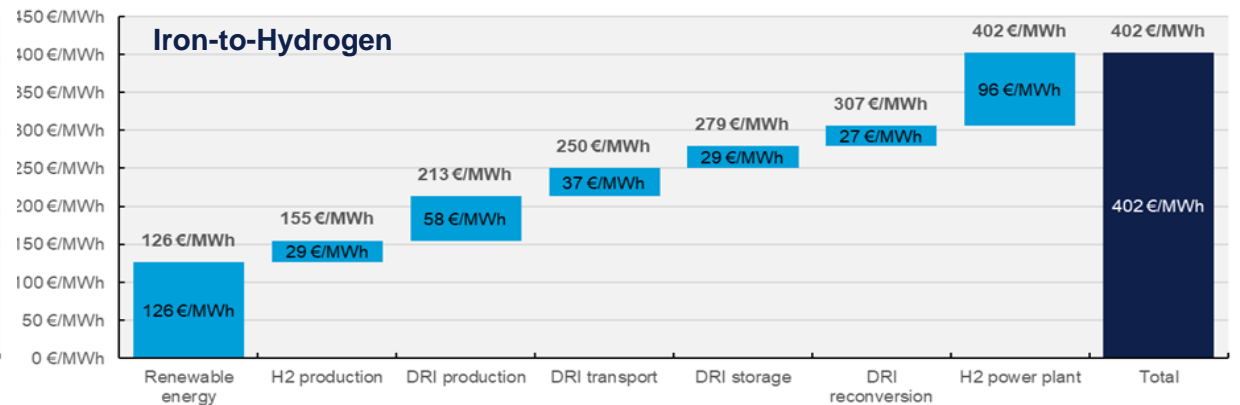 Iron-to-Hydrogen
450 €/MWh
400 €/MWh
350 €/MWh
300 €/MWh
250 €/MWh
200 €/MWh
150 €/MWh
100 €/MWh
50 €/MWh
0 €/MWh
126 €/MWh
126 €/MWh
155 €/MWh
29 €/MWh
213 €/MWh
58 €/MWh
250 €/MWh
37 €/MWh
279 €/MWh
29 €/MWh
307 €/MWh
27 €/MWh
402 €/MWh
96 €/MWh
402 €/MWh
402 €/MWh
Renewable
energy
H2 production
DRI production
DRI transport
DRI storage
DRI
reconversion
H2 power plant
Total